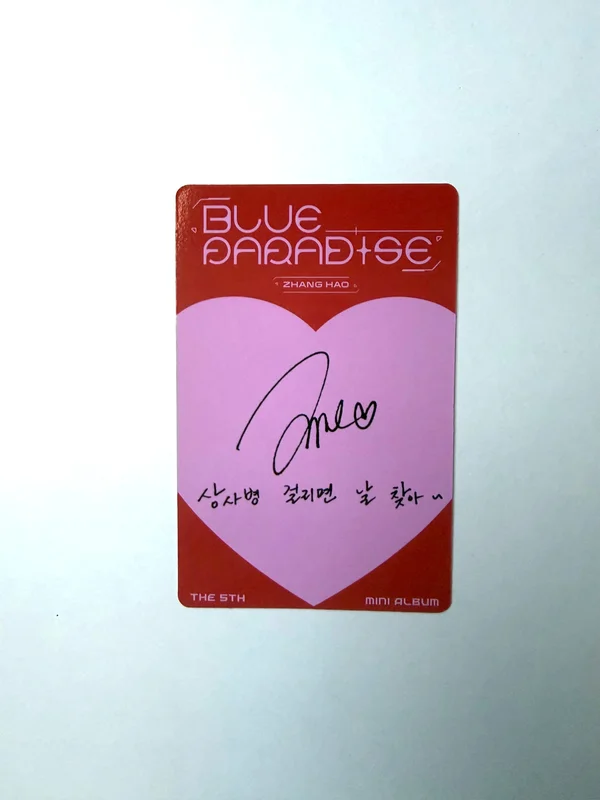 BLUE
PARADISE
ZHANG HAO
상사병 걸리면 날 찾아~
THE 5TH
MINI ALBUM